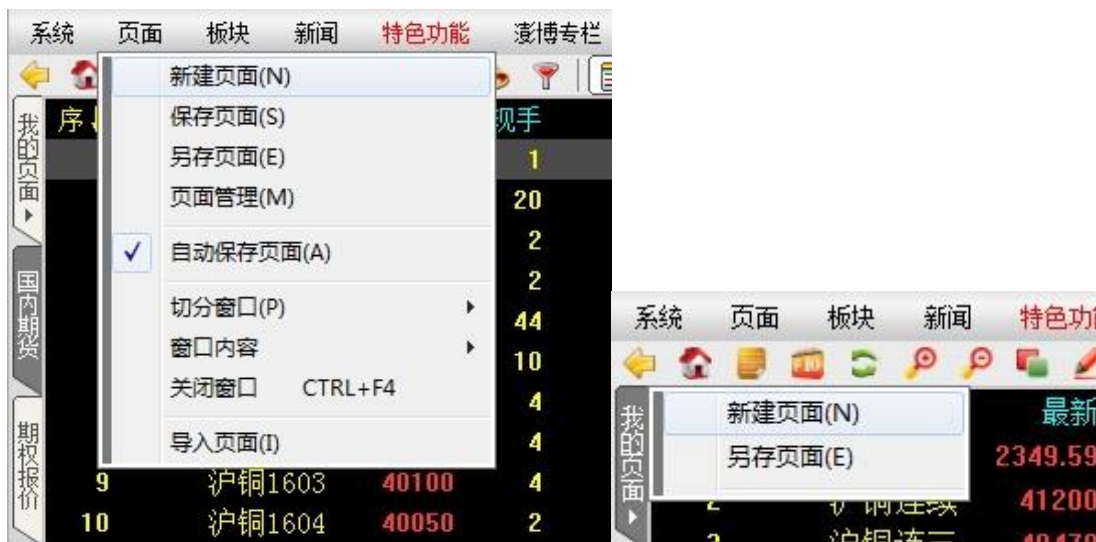 系统 页面 板块 新闻 特色功能 澎博专栏
新建页面(N)
保存页面(S)
另存页面(E)
页面管理(M)
自动保存页面(A)
切分窗口(P)
窗口内容
关闭窗口 CTRL+F4
导入页面(I)
我的页面
国内期货
期权报价
序 现手
1
20
2
2
44
10
4
4
9 沪铜1603 40100 4
10 沪铜1604 40050 2
系统 页面 板块 新闻 特色功
F10
新建页面(N)
另存页面(E)
我的页面
最新
2349.59
41200